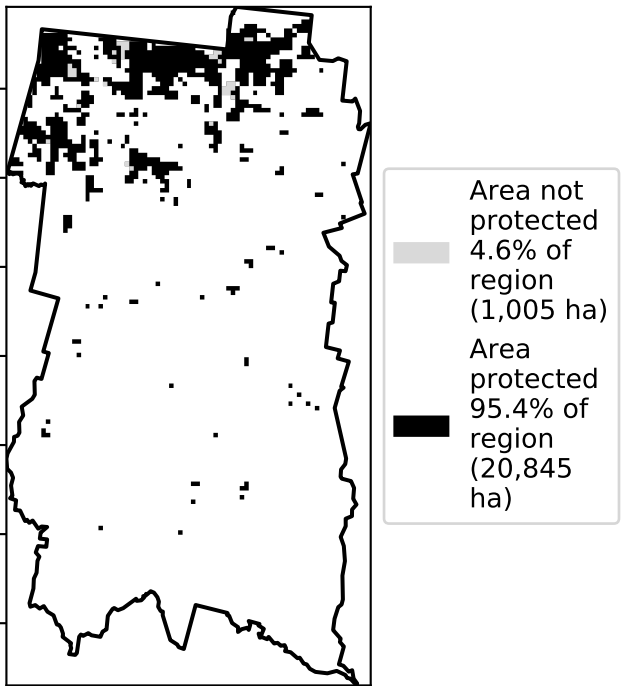 Area not
protected
4.6% of
region
(1,005 ha)
Area
protected
95.4% of
region
(20,845
ha)